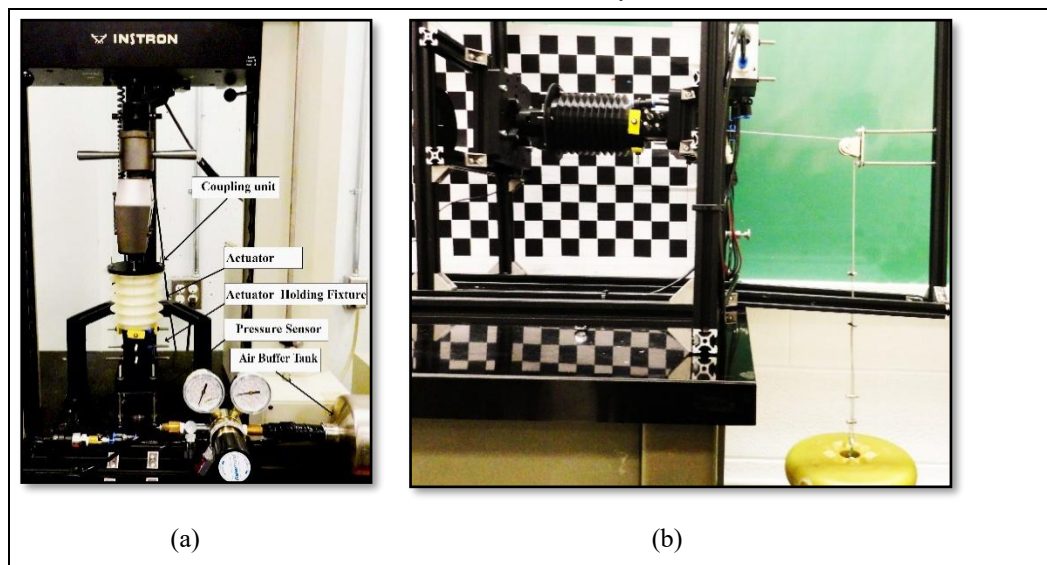 INSTRON
Coupling unit
Actuator
Actuator Holding Fixture
Pressure Sensor
Air Buffer Tank
(a)
(b)